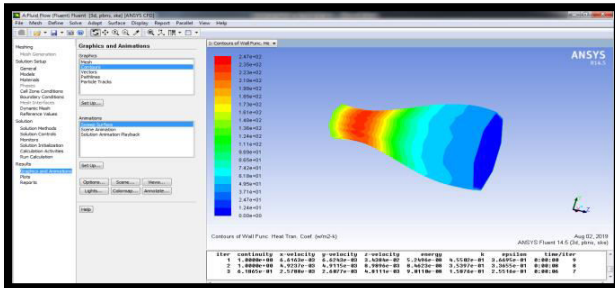 A:Fluid Flow (Fluent) Fluent [3d, pbns, ske] [ANSYS CFD]
File Mesh Define Solve Adapt Surface Display Report Parallel View Help
Meshing
Mesh Generation
Solution Setup
General
Models
Materials
Phases
Cell Zone Conditions
Boundary Conditions
Mesh Interfaces
Dynamic Mesh
Reference Values
Solution
Solution Methods
Solution Controls
Monitors
Solution Initialization
Calculation Activities
Run Calculation
Results
Graphics and Animations
Plots
Reports
Graphics and Animations
Graphics
Mesh
Contours
Vectors
Pathlines
Particle Tracks
Set Up...
Animations
Sweep Surface
Scene Animation
Solution Animation Playback
Set Up...
Options... Scene... Views...
Lights... Colormap... Annotate...
Help
1: Contours of Wall Func. He
ANSYS
R14.5
2.47e+02
2.35e+02
2.23e+02
2.10e+02
1.98e+02
1.86e+02
1.73e+02
1.61e+02
1.48e+02
1.36e+02
1.24e+02
1.11e+02
9.89e+01
8.65e+01
7.42e+01
6.18e+01
4.95e+01
3.71e+01
2.47e+01
1.24e+01
0.00e+00
Contours of Wall Func. Heat Tran. Coef. (w/m2-k)
Aug 02, 2019
ANSYS Fluent 14.5 (3d, pbns, ske)
iter continuity x-velocity y-velocity z-velocity energy k epsilon time/iter